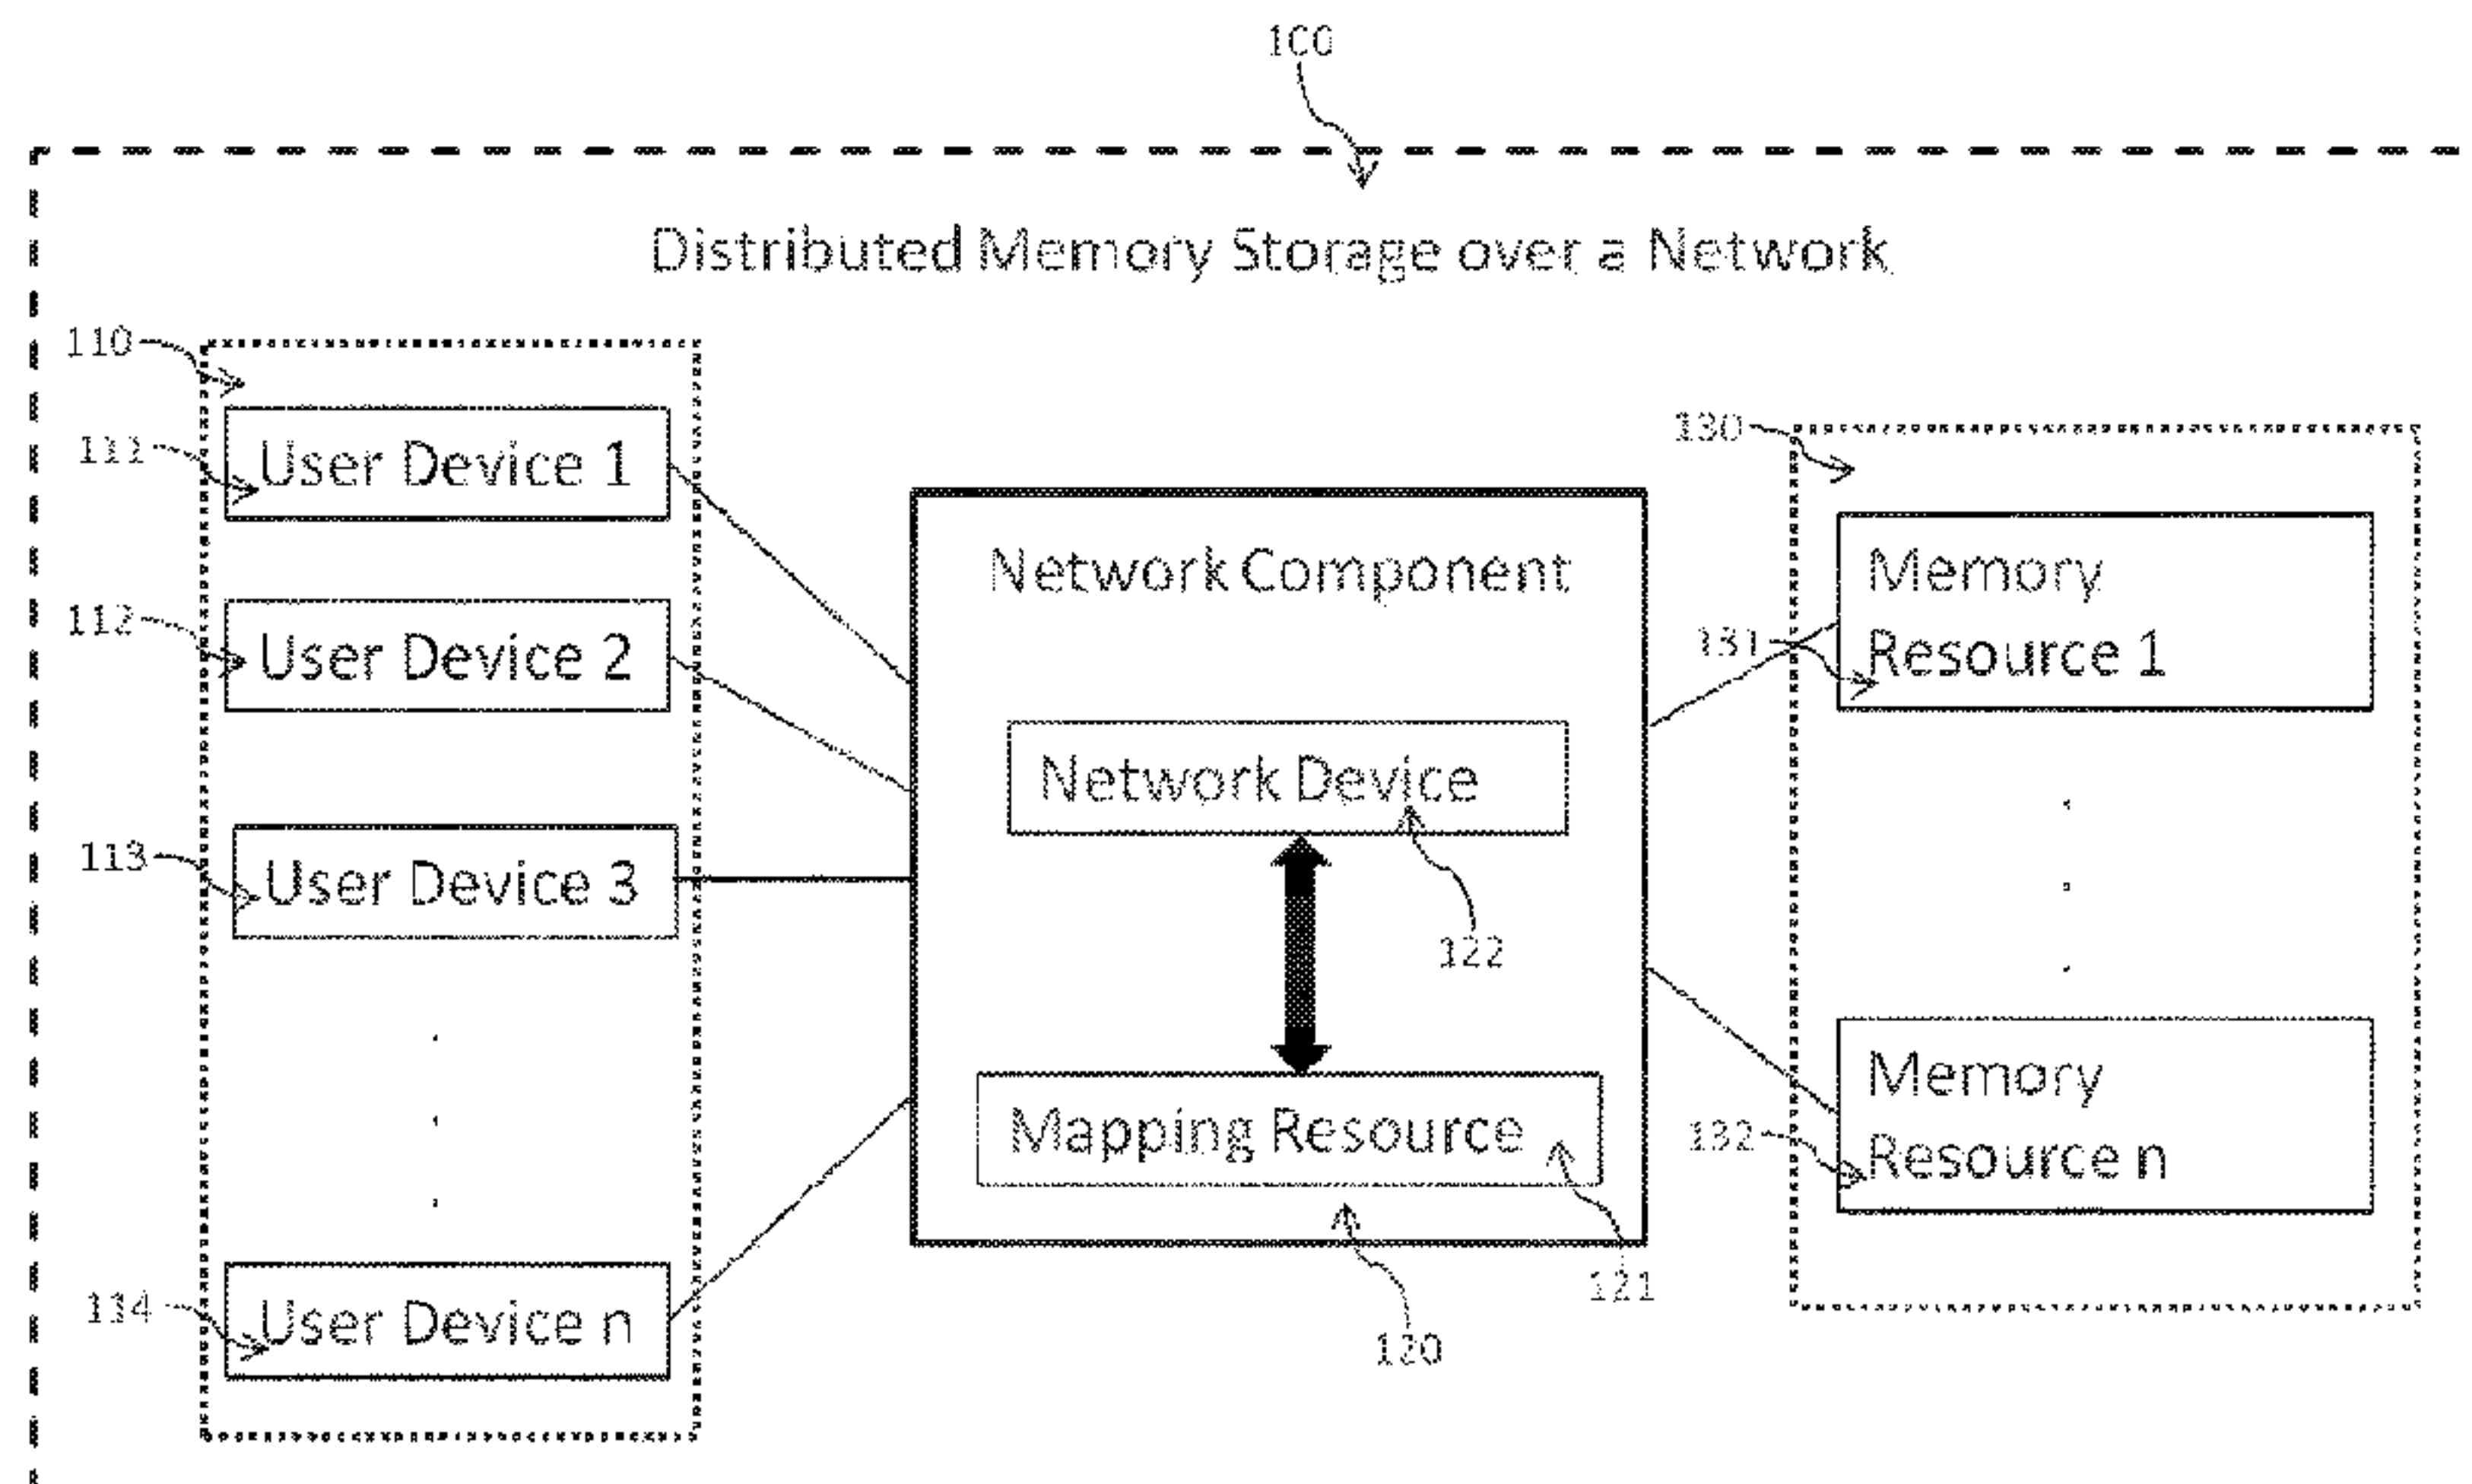 100
Distributed Memory Storage over a Network
110
111
User Device 1
112
User Device 2
113
User Device 3
114
User Device n
Network Component
Network Device
122
Mapping Resource
121
120
130
Memory
131
Resource 1
Memory
132
Resource n